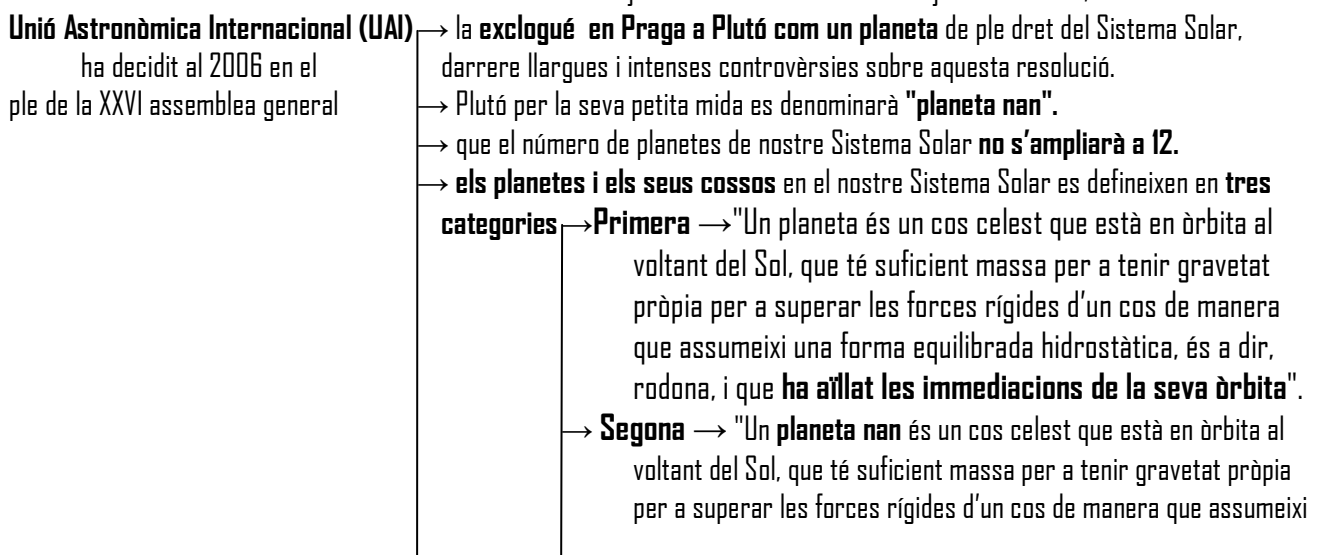 Unió Astronòmica Internacional (UAI) → la exclogué en Praga a Plutó com un planeta de ple dret del Sistema Solar,
ha decidit al 2006 en el darrere llargues i intenses controvèrsies sobre aquesta resolució.
ple de la XXVI assemblea general → Plutó per la seva petita mida es denominarà "planeta nan".
→ que el número de planetes de nostre Sistema Solar no s'ampliarà a 12.
→ els planetes i els seus cossos en el nostre Sistema Solar es defineixen en tres
categories → Primera → "Un planeta és un cos celest que està en òrbita al
voltant del Sol, que té suficient massa per a tenir gravetat
pròpia per a superar les forces rígides d'un cos de manera
que assumeixi una forma equilibrada hidrostàtica, és a dir,
rodona, i que ha aïllat les immediacions de la seva òrbita".
→ Segona → "Un planeta nan és un cos celest que està en òrbita al
voltant del Sol, que té suficient massa per a tenir gravetat pròpia
per a superar les forces rígides d'un cos de manera que assumeixi